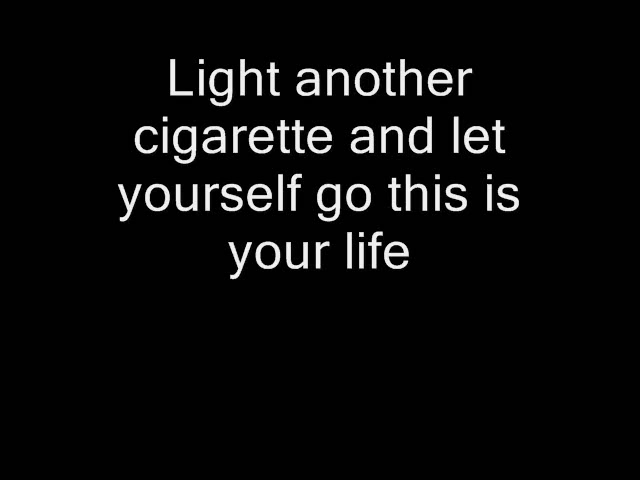 Light another
cigarette and let
yourself go this is
your life